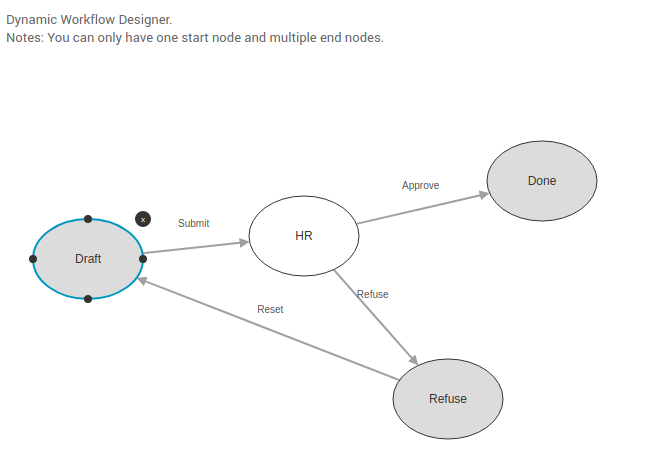 Dynamic Workflow Designer.
Notes: You can only have one start node and multiple end nodes.
Done
Approve
x
Submit
HR
Draft
Refuse
Reset
Refuse